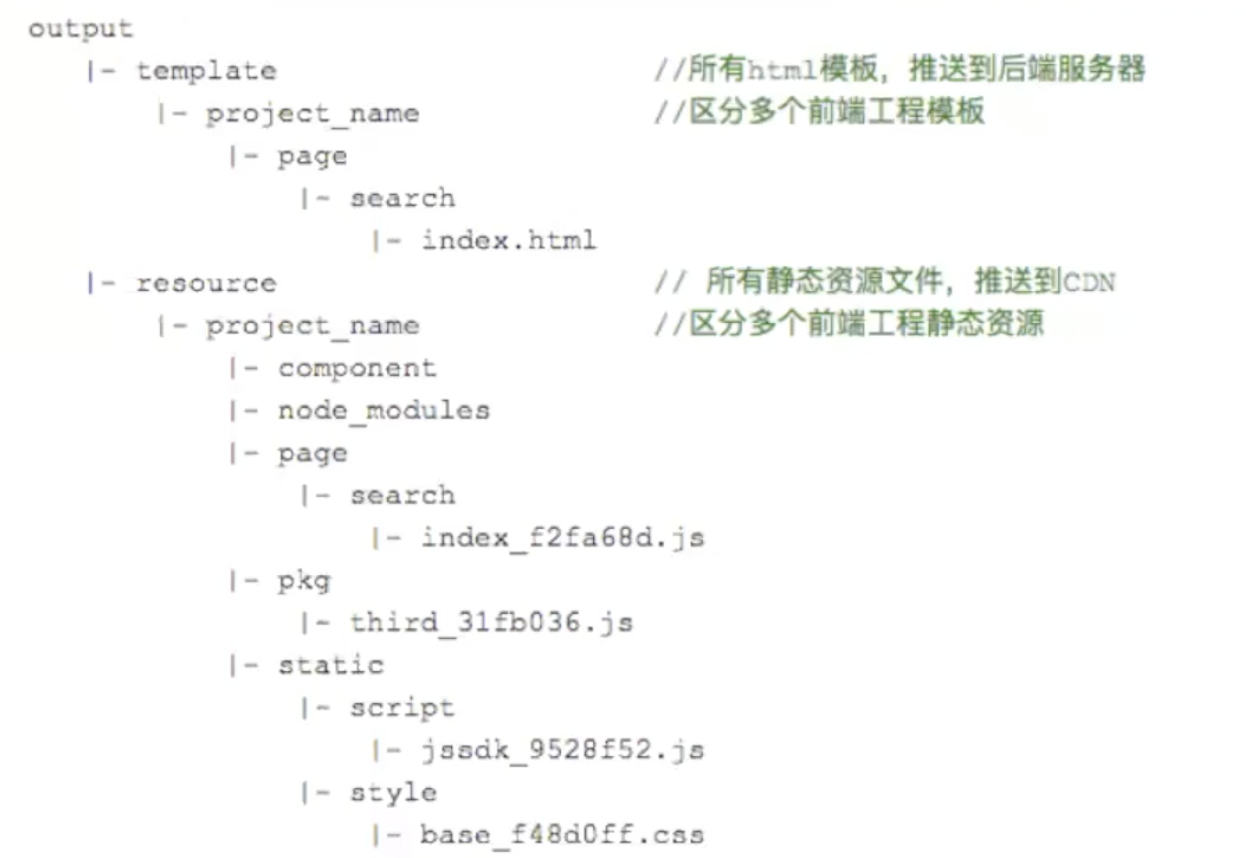 output
|- template //所有html模板，推送到后端服务器
|- project_name //区分多个前端工程模板
|- page
|- search
|- index.html
|- resource // 所有静态资源文件，推送到CDN
|- project_name //区分多个前端工程静态资源
|- component
|- node_modules
|- page
|- search
|- index_f2fa68d.js
|- pkg
|- third_31fb036.js
|- static
|- script
|- jssdk_9528f52.js
|- style
|- base_f48d0ff.css